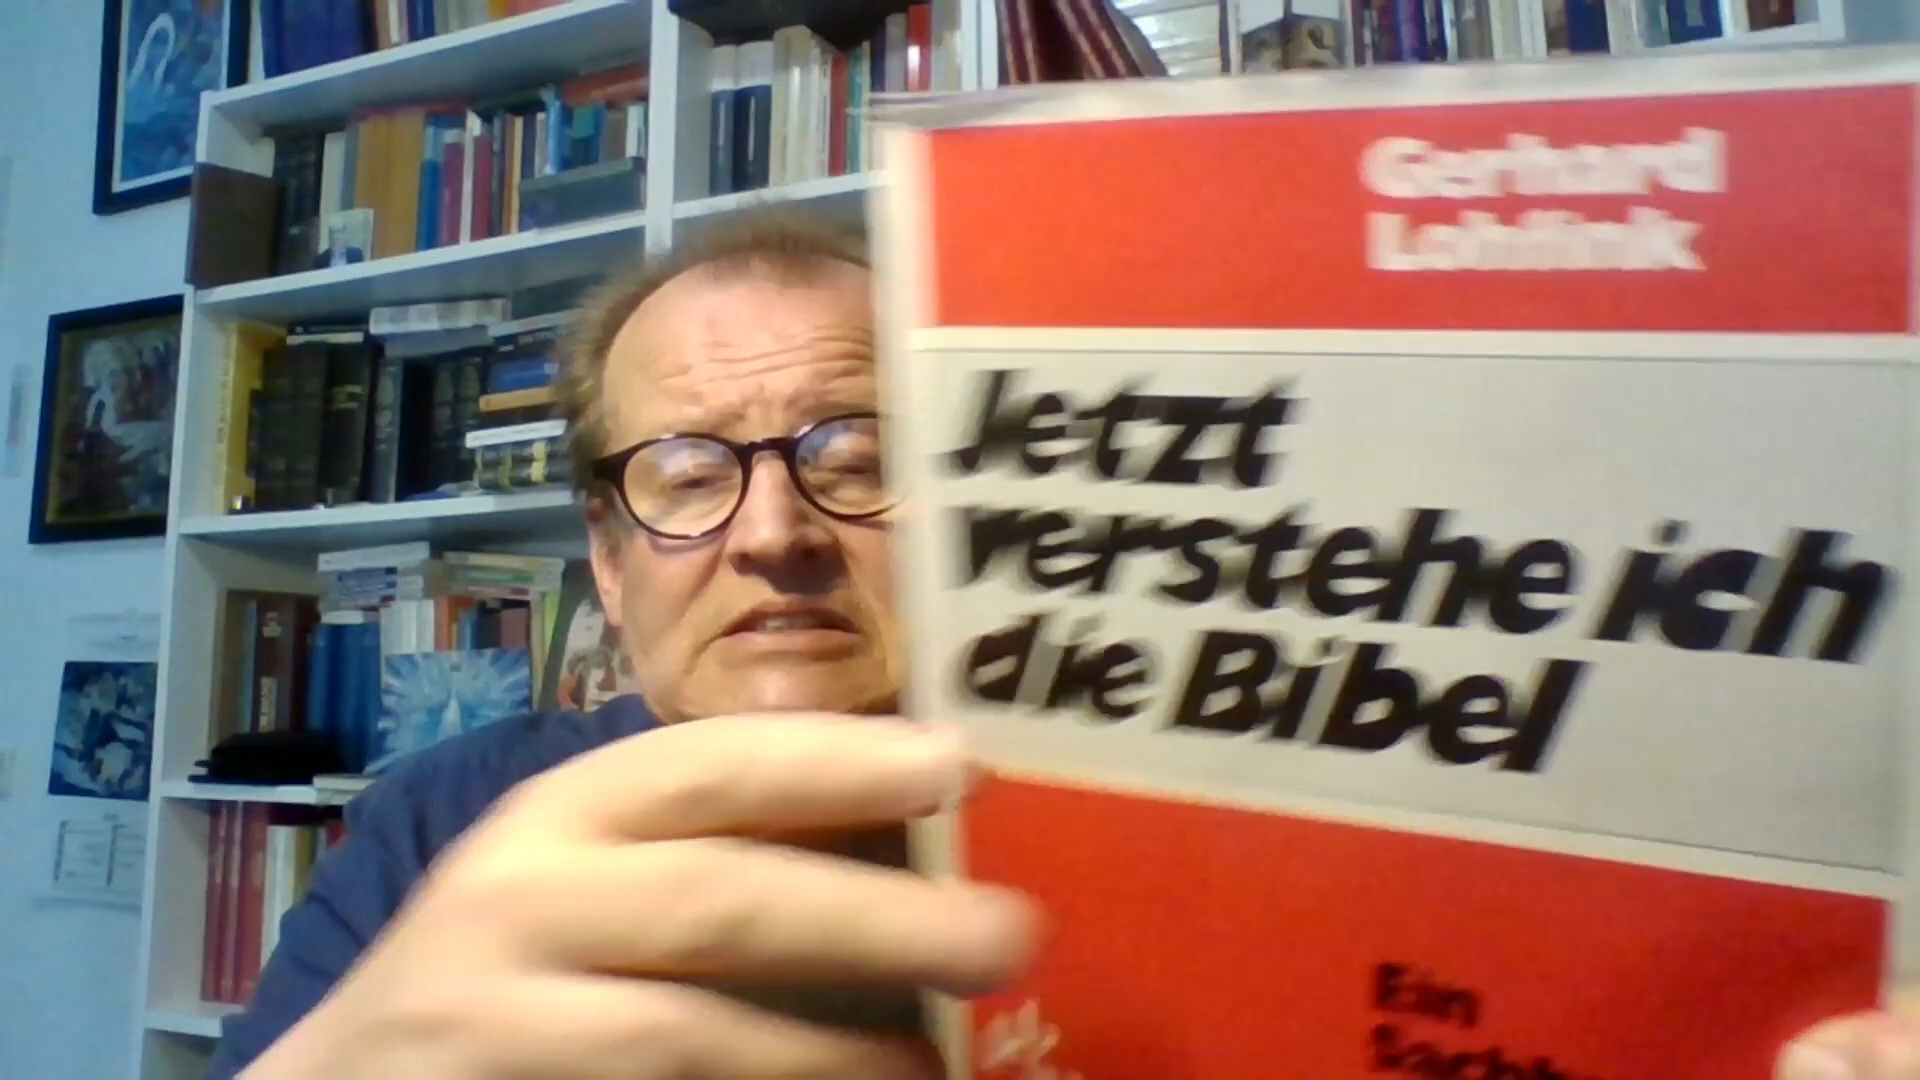 Gerhard
Lohfink
Jetzt
verstehe ich
die Bibel
Ein